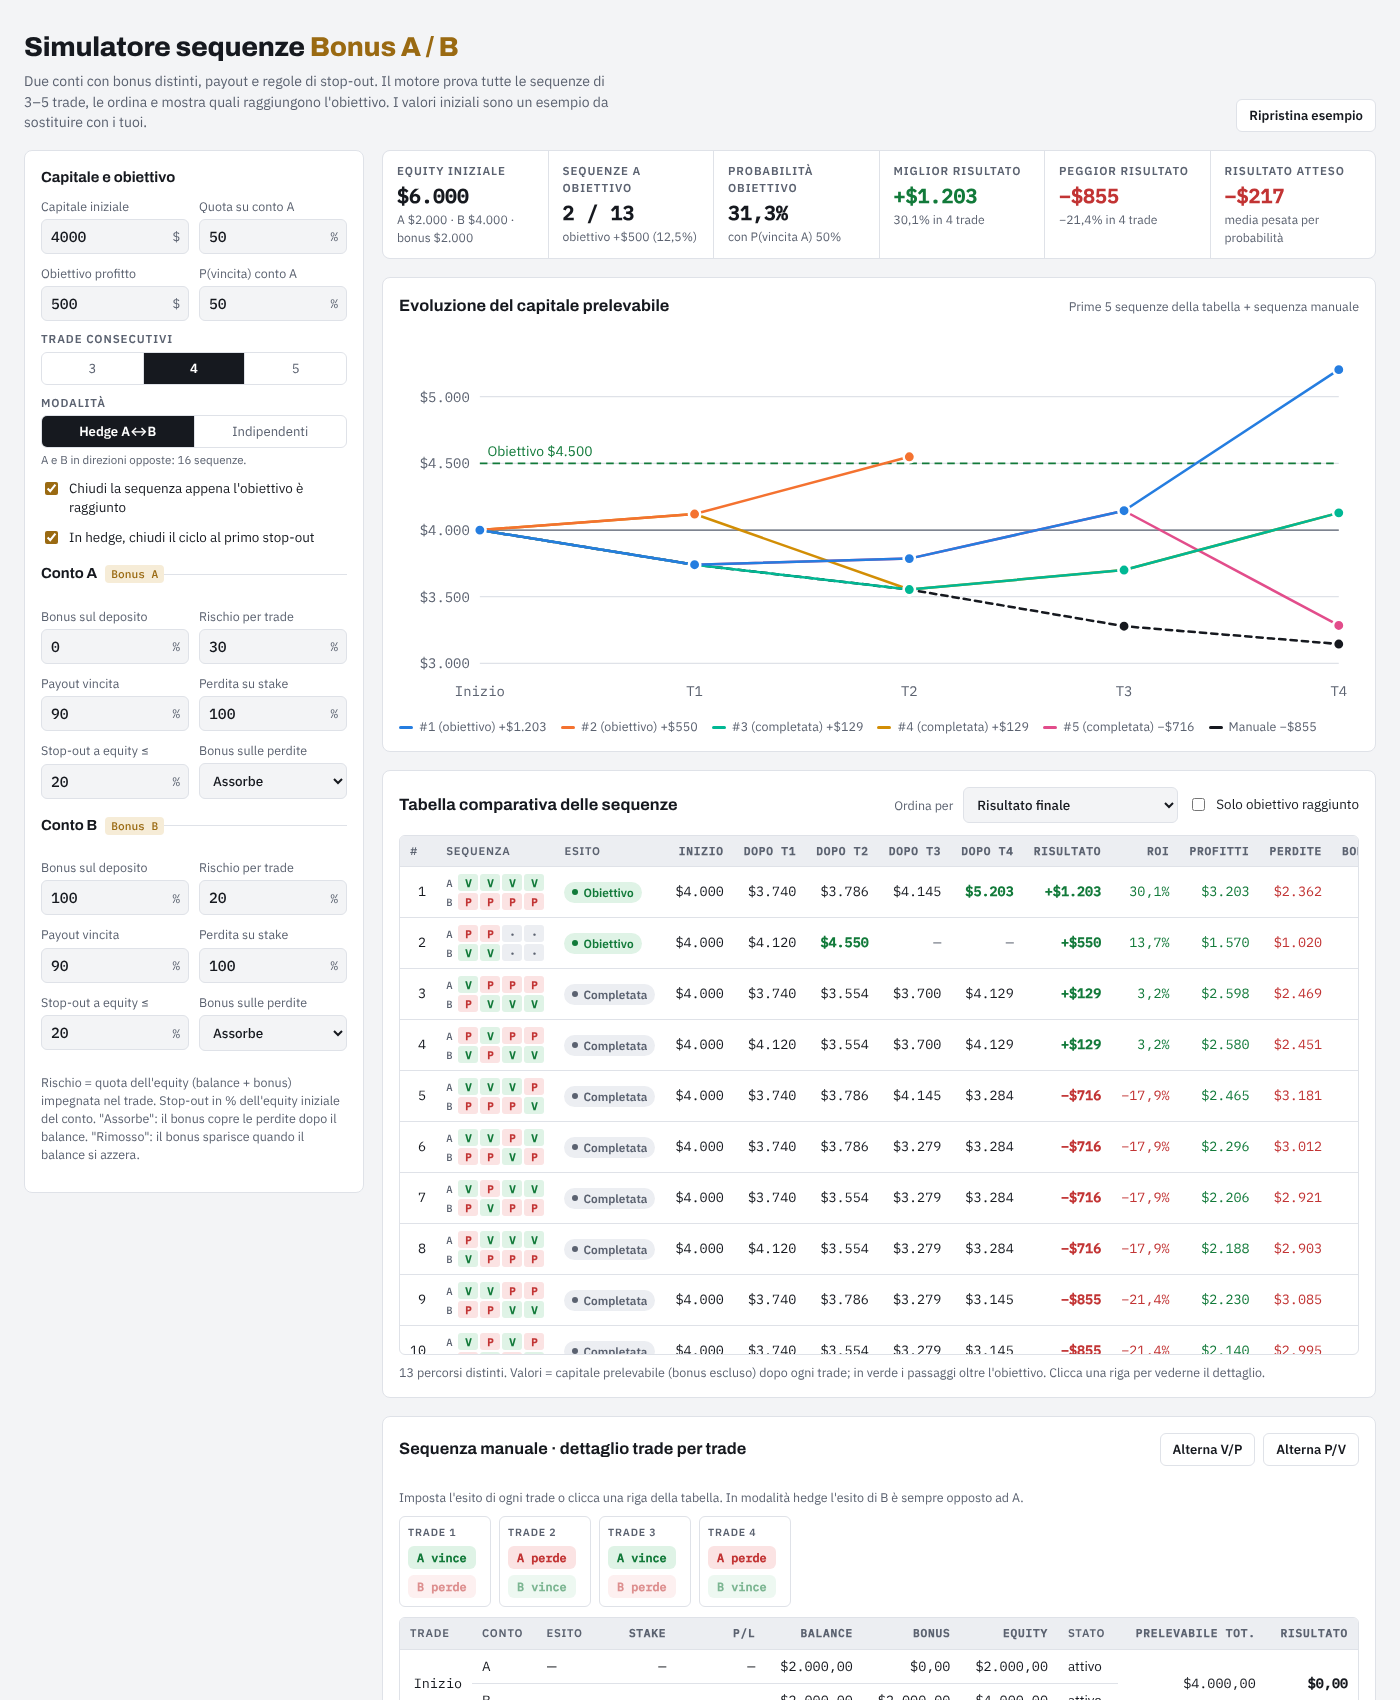 Simulatore sequenze Bonus A / B
Due conti con bonus distinti, payout e regole di stop-out. Il motore prova tutte le sequenze di
3–5 trade, le ordina e mostra quali raggiungono l'obiettivo. I valori iniziali sono un esempio da
sostituire con i tuoi.
Ripristina esempio
Capitale e obiettivo
Capitale iniziale Quota su conto A
4000 $ 50 %
Obiettivo profitto P(vincita) conto A
500 $ 50 %
TRADE CONSECUTIVI
3 4 5
MODALITÀ
Hedge A↔B Indipendenti
A e B in direzioni opposte: 16 sequenze.
Chiudi la sequenza appena l'obiettivo è
raggiunto
In hedge, chiudi il ciclo al primo stop-out
Conto A Bonus A
Bonus sul deposito Rischio per trade
0 % 30 %
Payout vincita Perdita su stake
90 % 100 %
Stop-out a equity ≤ Bonus sulle perdite
20 % Assorbe
Conto B Bonus B
Bonus sul deposito Rischio per trade
100 % 20 %
Payout vincita Perdita su stake
90 % 100 %
Stop-out a equity ≤ Bonus sulle perdite
20 % Assorbe
Rischio = quota dell'equity (balance + bonus)
impegnata nel trade. Stop-out in % dell'equity iniziale
del conto. "Assorbe": il bonus copre le perdite dopo il
balance. "Rimosso": il bonus sparisce quando il
balance si azzera.
EQUITY INIZIALE
$6.000
A $2.000 · B $4.000 ·
bonus $2.000
SEQUENZE A
OBIETTIVO
2 / 13
obiettivo +$500 (12,5%)
PROBABILITÀ
OBIETTIVO
31,3%
con P(vincita A) 50%
MIGLIOR RISULTATO
+$1.203
30,1% in 4 trade
PEGGIOR RISULTATO
−$855
−21,4% in 4 trade
RISULTATO ATTESO
−$217
media pesata per
probabilità
Evoluzione del capitale prelevabile
Prime 5 sequenze della tabella + sequenza manuale
$5.000
Obiettivo $4.500
$4.500
$4.000
$3.500
$3.000
Inizio T1 T2 T3 T4
#1 (obiettivo) +$1.203 #2 (obiettivo) +$550 #3 (completata) +$129 #4 (completata) +$129 #5 (completata) −$716 Manuale −$855
Tabella comparativa delle sequenze
Ordina per Risultato finale Solo obiettivo raggiunto
# SEQUENZA ESITO INIZIO DOPO T1 DOPO T2 DOPO T3 DOPO T4 RISULTATO ROI PROFITTI PERDITE
A V V V V
1 Obiettivo $4.000 $3.740 $3.786 $4.145 $5.203 +$1.203 30,1% $3.203 $2.362
B P P P P
A P P · ·
2 Obiettivo $4.000 $4.120 $4.550 — — +$550 13,7% $1.570 $1.020
B V V · ·
A V P P P
3 Completata $4.000 $3.740 $3.554 $3.700 $4.129 +$129 3,2% $2.598 $2.469
B P V V V
A P V P P
4 Completata $4.000 $4.120 $3.554 $3.700 $4.129 +$129 3,2% $2.580 $2.451
B V P V V
A V V V P
5 Completata $4.000 $3.740 $3.786 $4.145 $3.284 −$716 −17,9% $2.465 $3.181
B P P P V
A V V P V
6 Completata $4.000 $3.740 $3.786 $3.279 $3.284 −$716 −17,9% $2.296 $3.012
B P P V P
A V P V V
7 Completata $4.000 $3.740 $3.554 $3.279 $3.284 −$716 −17,9% $2.206 $2.921
B P V P P
A P V V V
8 Completata $4.000 $4.120 $3.554 $3.279 $3.284 −$716 −17,9% $2.188 $2.903
B V P P P
A V V P P
9 Completata $4.000 $3.740 $3.786 $3.279 $3.145 −$855 −21,4% $2.230 $3.085
B P P V V
A V P V P
10 Completata $4.000 $3.740 $3.554 $3.279 $3.145 −$855 −21,4% $2.140 $2.995
13 percorsi distinti. Valori = capitale prelevabile (bonus escluso) dopo ogni trade; in verde i passaggi oltre l'obiettivo. Clicca una riga per vederne il dettaglio.
Sequenza manuale · dettaglio trade per trade
Alterna V/P Alterna P/V
Imposta l'esito di ogni trade o clicca una riga della tabella. In modalità hedge l'esito di B è sempre opposto ad A.
TRADE 1 TRADE 2 TRADE 3 TRADE 4
A vince A perde A vince A perde
B perde B vince B perde B vince
TRADE CONTO ESITO STAKE P/L BALANCE BONUS EQUITY STATO PRELEVABILE TOT. RISULTATO
A — — — $2.000,00 $0,00 $2.000,00 attivo
Inizio $4.000,00 $0,00